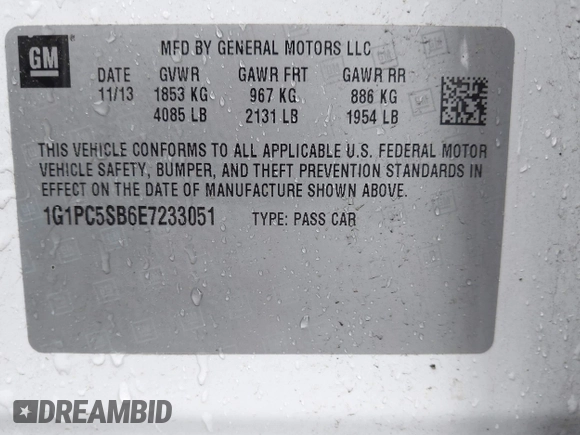 GM
®
MFD BY GENERAL MOTORS LLC
DATE GVWR GAWR FRT GAWR RR
11/13 1853 KG 967 KG 886 KG
4085 LB 2131 LB 1954 LB
THIS VEHICLE CONFORMS TO ALL APPLICABLE U.S. FEDERAL MOTOR
VEHICLE SAFETY, BUMPER, AND THEFT PREVENTION STANDARDS IN
EFFECT ON THE DATE OF MANUFACTURE SHOWN ABOVE.
1G1PC5SB6E7233051 TYPE: PASS CAR
DREAMBID